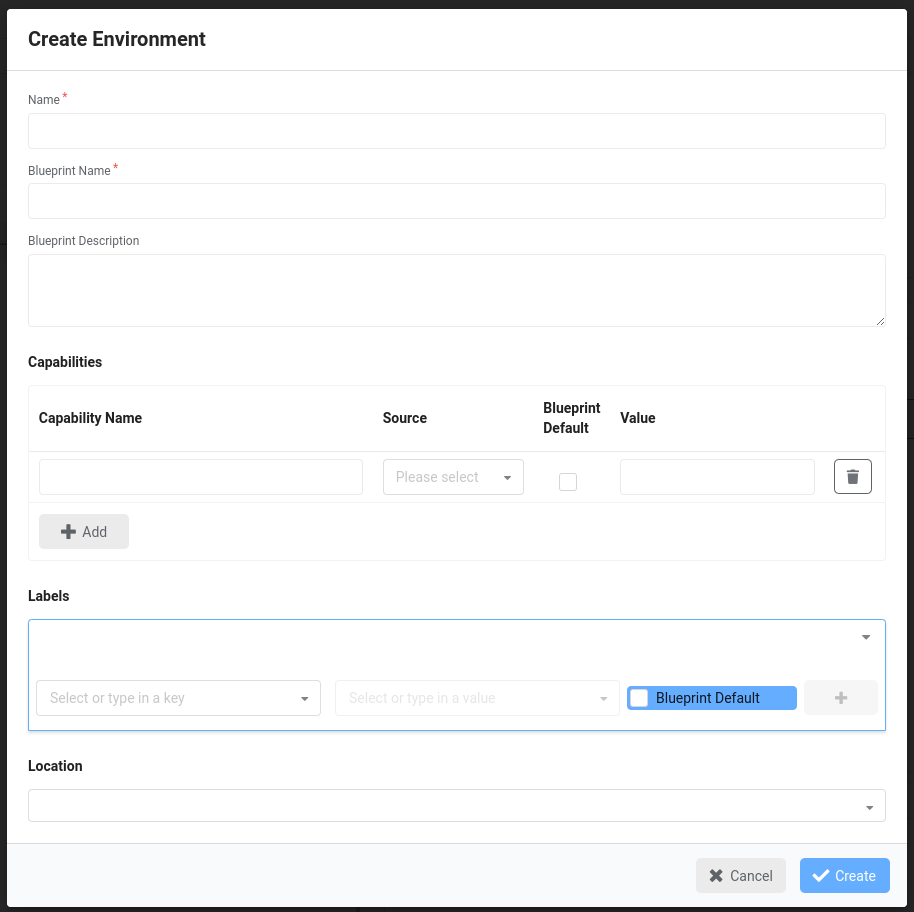 Create Environment
Name *
Blueprint Name *
Blueprint Description
Capabilities
Capability Name Source Blueprint Default Value
Please select
Add
Labels
Select or type in a key Select or type in a value Blueprint Default
Location
Cancel Create